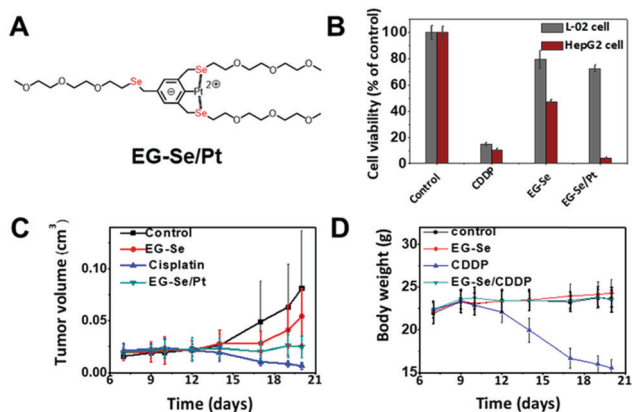 A
O
O
O
Se
Se
O
O
O
Pt
2⊕
⊖
Se
O
O
O
EG-Se/Pt
B
Cell viability (% of control)
100
80
60
40
20
0
L-02 cell
HepG2 cell
Control
CDDP
EG-Se
EG-Se/Pt
C
Tumor volume (cm³)
0.10
0.05
0.00
Control
EG-Se
Cisplatin
EG-Se/Pt
6 9 12 15 18 21
Time (days)
D
Body weight (g)
30
25
20
15
control
EG-Se
CDDP
EG-Se/CDDP
6 9 12 15 18 21
Time (days)